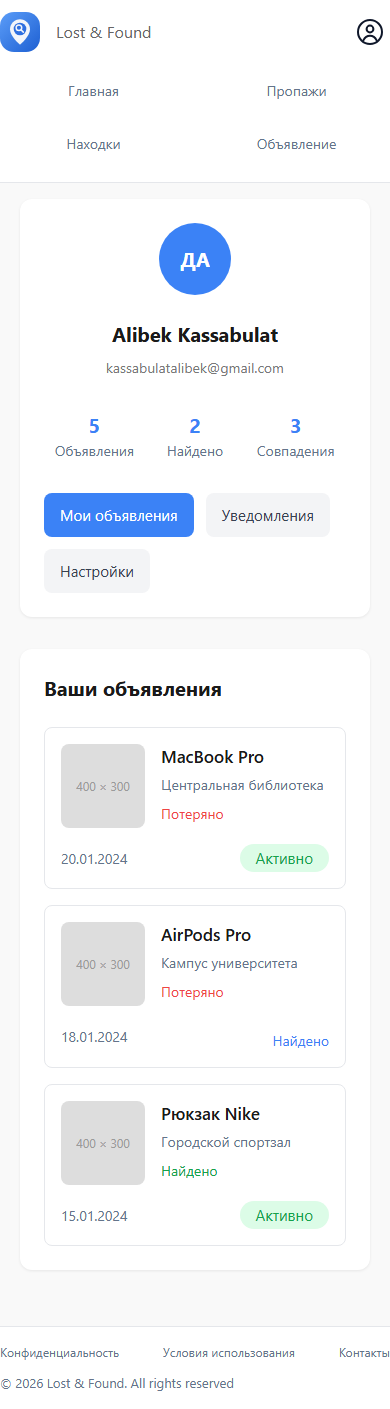 Lost & Found
Главная Пропажи
Находки Объявление
ДА
Alibek Kassabulat
kassabulatalibek@gmail.com
5 2 3
Объявления Найдено Совпадения
Мои объявления Уведомления
Настройки
Ваши объявления
400 × 300
MacBook Pro
Центральная библиотека
Потеряно
20.01.2024 Активно
400 × 300
AirPods Pro
Кампус университета
Потеряно
18.01.2024 Найдено
400 × 300
Рюкзак Nike
Городской спортзал
Найдено
15.01.2024 Активно
Конфиденциальность Условия использования Контакты
© 2026 Lost & Found. All rights reserved